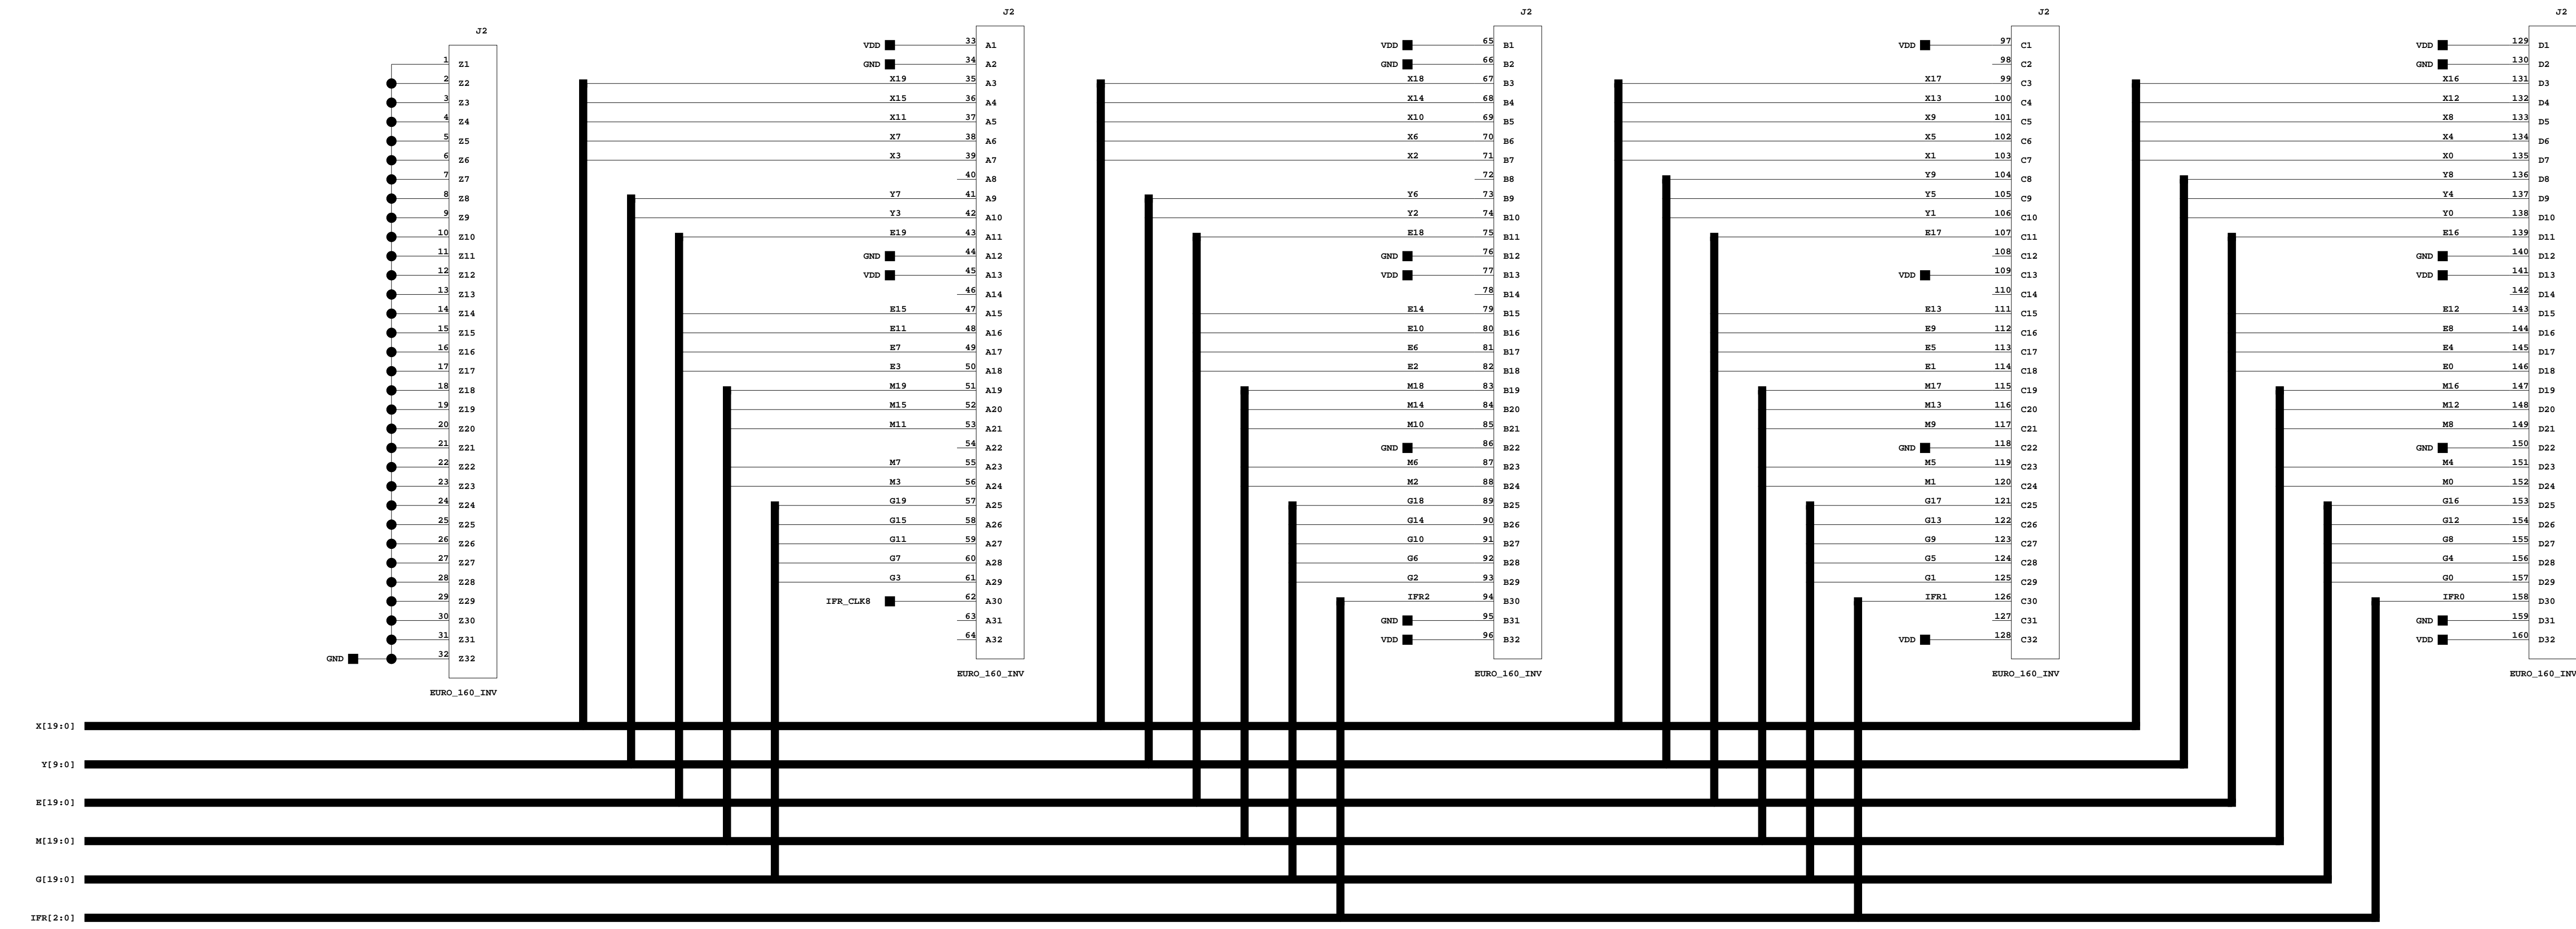 J2 J2 J2 J2 J2
VDD 33 A1 VDD 65 B1 VDD 97 C1 VDD 129 D1
1 Z1 GND 34 A2 GND 66 B2 98 C2 GND 130 D2
2 Z2 X19 35 A3 X18 67 B3 X17 99 C3 X16 131 D3
3 Z3 X15 36 A4 X14 68 B4 X13 100 C4 X12 132 D4
4 Z4 X11 37 A5 X10 69 B5 X9 101 C5 X8 133 D5
5 Z5 X7 38 A6 X6 70 B6 X5 102 C6 X4 134 D6
6 Z6 X3 39 A7 X2 71 B7 X1 103 C7 X0 135 D7
7 Z7 40 A8 72 B8 Y9 104 C8 Y8 136 D8
8 Z8 Y7 41 A9 Y6 73 B9 Y5 105 C9 Y4 137 D9
9 Z9 Y3 42 A10 Y2 74 B10 Y1 106 C10 Y0 138 D10
10 Z10 E19 43 A11 E18 75 B11 E17 107 C11 E16 139 D11
11 Z11 GND 44 A12 GND 76 B12 108 C12 GND 140 D12
12 Z12 VDD 45 A13 VDD 77 B13 VDD 109 C13 VDD 141 D13
13 Z13 46 A14 78 B14 110 C14 142 D14
14 Z14 E15 47 A15 E14 79 B15 E13 111 C15 E12 143 D15
15 Z15 E11 48 A16 E10 80 B16 E9 112 C16 E8 144 D16
16 Z16 E7 49 A17 E6 81 B17 E5 113 C17 E4 145 D17
17 Z17 E3 50 A18 E2 82 B18 E1 114 C18 E0 146 D18
18 Z18 M19 51 A19 M18 83 B19 M17 115 C19 M16 147 D19
19 Z19 M15 52 A20 M14 84 B20 M13 116 C20 M12 148 D20
20 Z20 M11 53 A21 M10 85 B21 M9 117 C21 M8 149 D21
21 Z21 54 A22 GND 86 B22 GND 118 C22 GND 150 D22
22 Z22 M7 55 A23 M6 87 B23 M5 119 C23 M4 151 D23
23 Z23 M3 56 A24 M2 88 B24 M1 120 C24 M0 152 D24
24 Z24 G19 57 A25 G18 89 B25 G17 121 C25 G16 153 D25
25 Z25 G15 58 A26 G14 90 B26 G13 122 C26 G12 154 D26
26 Z26 G11 59 A27 G10 91 B27 G9 123 C27 G8 155 D27
27 Z27 G7 60 A28 G6 92 B28 G5 124 C28 G4 156 D28
28 Z28 G3 61 A29 G2 93 B29 G1 125 C29 G0 157 D29
29 Z29 IFR_CLK8 62 A30 IFR2 94 B30 IFR1 126 C30 IFR0 158 D30
30 Z30 63 A31 GND 95 B31 127 C31 GND 159 D31
31 Z31 64 A32 VDD 96 B32 VDD 128 C32 VDD 160 D32
GND 32 Z32
EURO_160_INV EURO_160_INV EURO_160_INV EURO_160_INV EURO_160_INV
X[19:0]
Y[9:0]
E[19:0]
M[19:0]
G[19:0]
IFR[2:0]